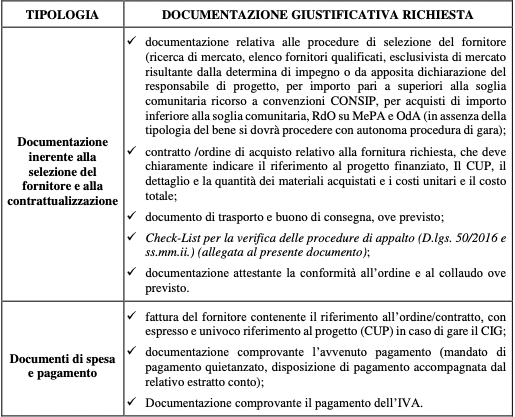 TIPOLOGIA
DOCUMENTAZIONE GIUSTIFICATIVA RICHIESTA
Documentazione
inerente alla
selezione del
fornitore e alla
contrattualizzazione
✓ documentazione relativa alle procedure di selezione del fornitore
(ricerca di mercato, elenco fornitori qualificati, esclusivista di mercato
risultante dalla determina di impegno o da apposita dichiarazione del
responsabile di progetto, per importo pari a superiori alla soglia
comunitaria ricorso a convenzioni CONSIP, per acquisti di importo
inferiore alla soglia comunitaria, RdO su MePA e OdA (in assenza della
tipologia del bene si dovrà procedere con autonoma procedura di gara);
✓ contratto /ordine di acquisto relativo alla fornitura richiesta, che deve
chiaramente indicare il riferimento al progetto finanziato, Il CUP, il
dettaglio e la quantità dei materiali acquistati e i costi unitari e il costo
totale;
✓ documento di trasporto e buono di consegna, ove previsto;
✓ Check-List per la verifica delle procedure di appalto (D.lgs. 50/2016 e
ss.mm.ii.) (allegata al presente documento);
✓ documentazione attestante la conformità all’ordine e al collaudo ove
previsto.
Documenti di spesa
e pagamento
✓ fattura del fornitore contenente il riferimento all’ordine/contratto, con
espresso e univoco riferimento al progetto (CUP) in caso di gare il CIG;
✓ documentazione comprovante l’avvenuto pagamento (mandato di
pagamento quietanzato, disposizione di pagamento accompagnata dal
relativo estratto conto);
✓ Documentazione comprovante il pagamento dell’IVA.